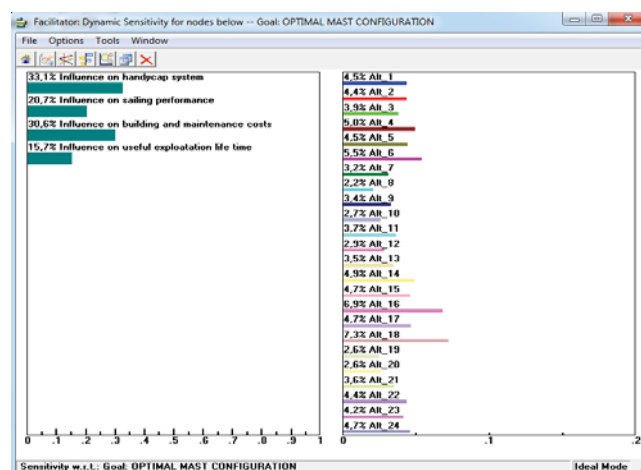 Facilitator: Dynamic Sensitivity for nodes below -- Goal: OPTIMAL MAST CONFIGURATION
File Options Tools Window
33,1% Influence on handycap system
20,7% Influence on sailing performance
30,6% Influence on building and maintenance costs
15,7% Influence on useful exploatation life time
0 .1 .2 .3 .4 .5 .6 .7 .8 .9 1
4,5% Alt_1
4,4% Alt_2
3,9% Alt_3
5,0% Alt_4
4,5% Alt_5
5,5% Alt_6
3,2% Alt_7
2,2% Alt_8
3,4% Alt_9
2,7% Alt_10
3,7% Alt_11
2,9% Alt_12
3,5% Alt_13
4,9% Alt_14
4,7% Alt_15
6,9% Alt_16
4,7% Alt_17
7,3% Alt_18
2,6% Alt_19
2,6% Alt_20
3,6% Alt_21
4,4% Alt_22
4,2% Alt_23
4,7% Alt_24
0 .1 .2
Sensitivity w.r.t.: Goal: OPTIMAL MAST CONFIGURATION
Ideal Mode